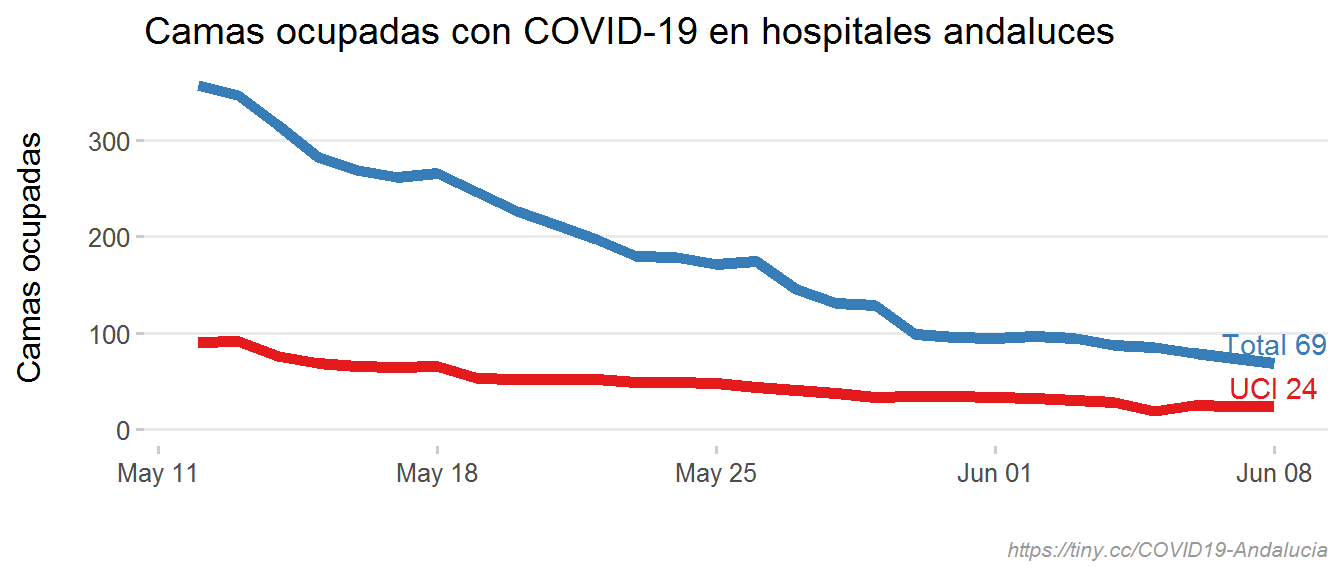 Camas ocupadas con COVID-19 en hospitales andaluces
Camas ocupadas
300
200
100
0
Total 69
UCI 24
May 11
May 18
May 25
Jun 01
Jun 08
https://tiny.cc/COVID19-Andalucia